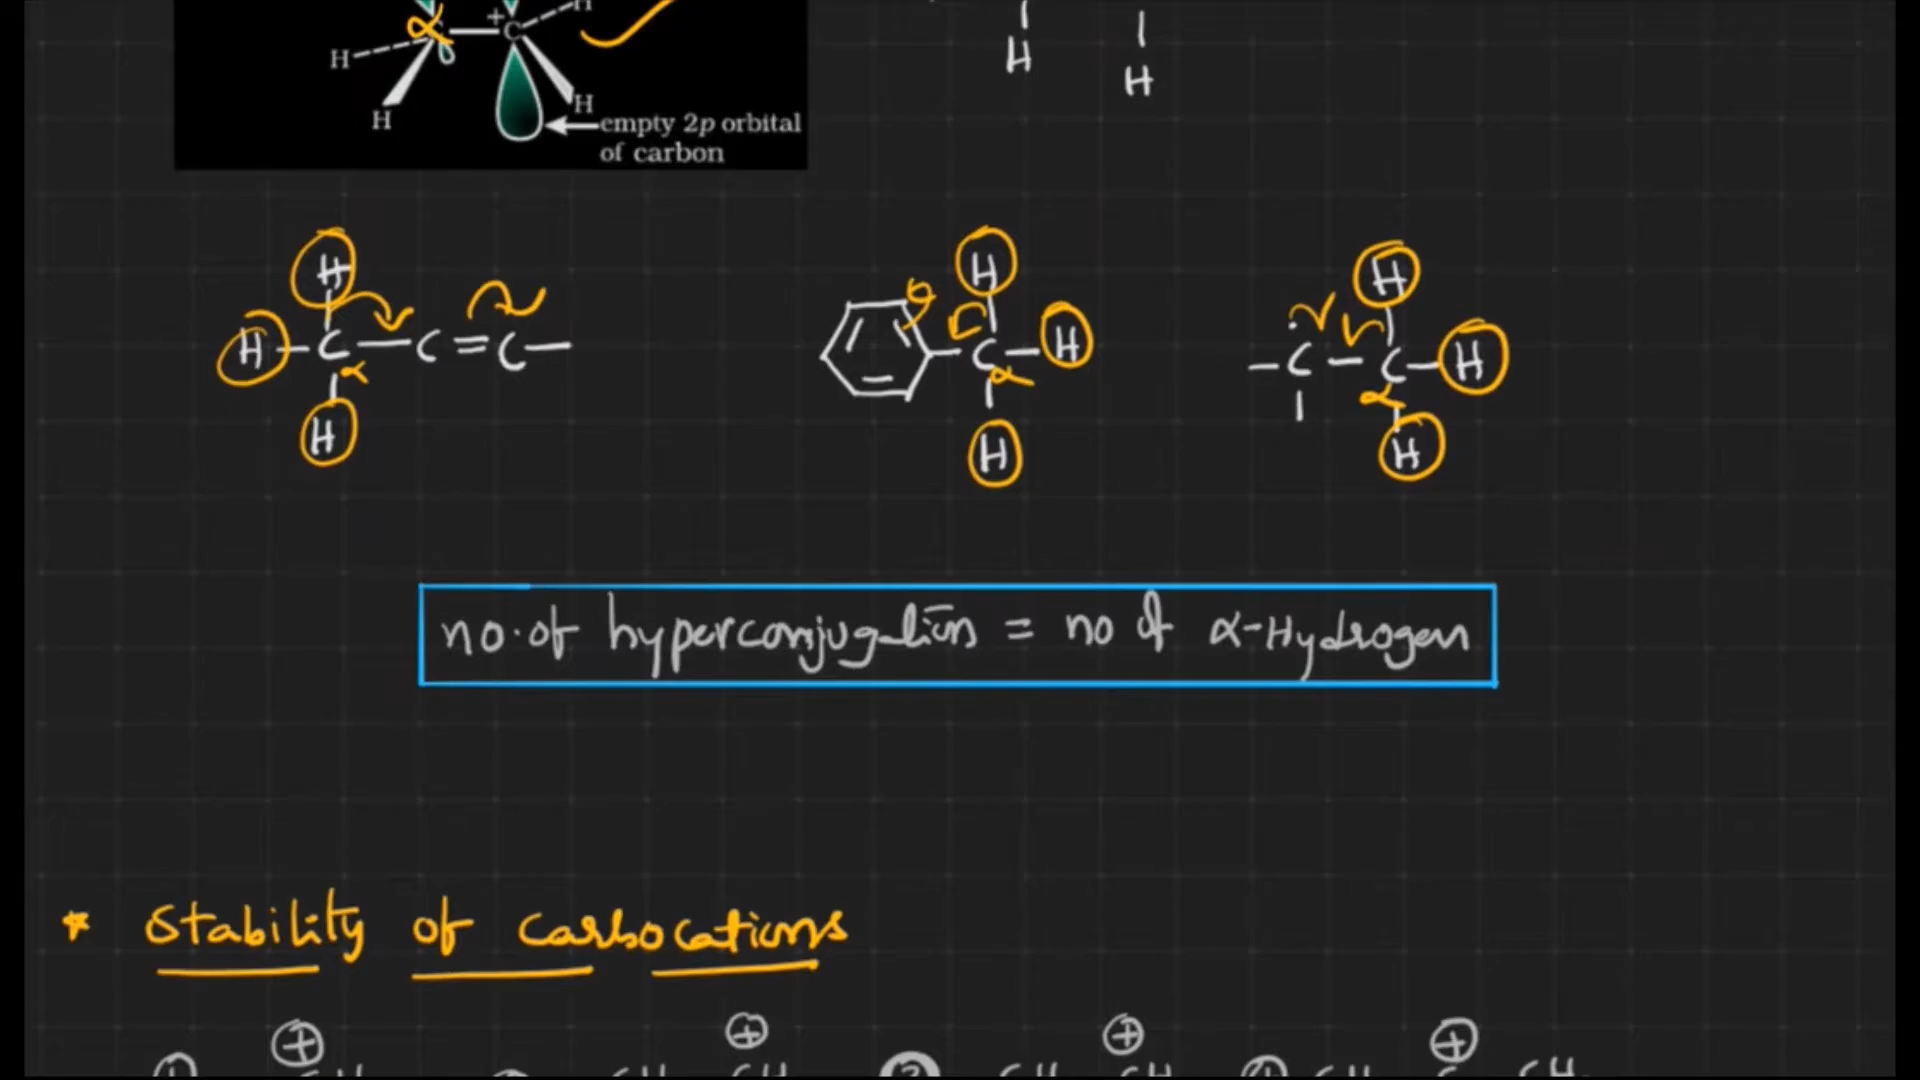 α C + C H
H
H H
empty 2p orbital
of carbon
H
H
H H H
H - C - C = C - C - H - C - C - H
α α α
H H H
no. of hyperconjugation = no of α-Hydrogen
* Stability of carbocations
+ + + +